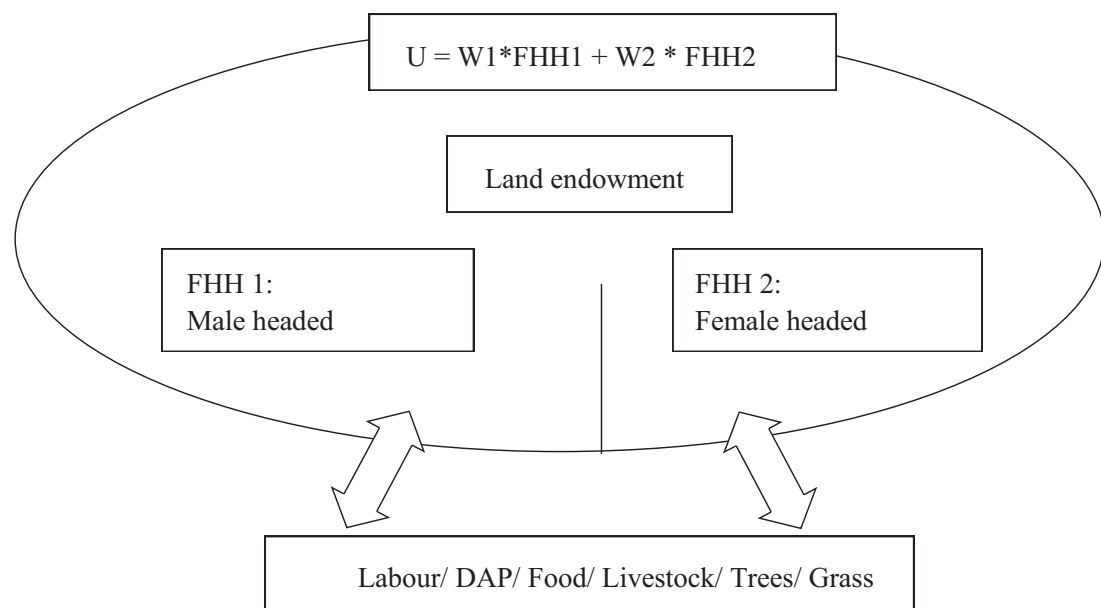 U = W1*FHH1 + W2 * FHH2
Land endowment
FHH 1:
Male headed
FHH 2:
Female headed
Labour/ DAP/ Food/ Livestock/ Trees/ Grass